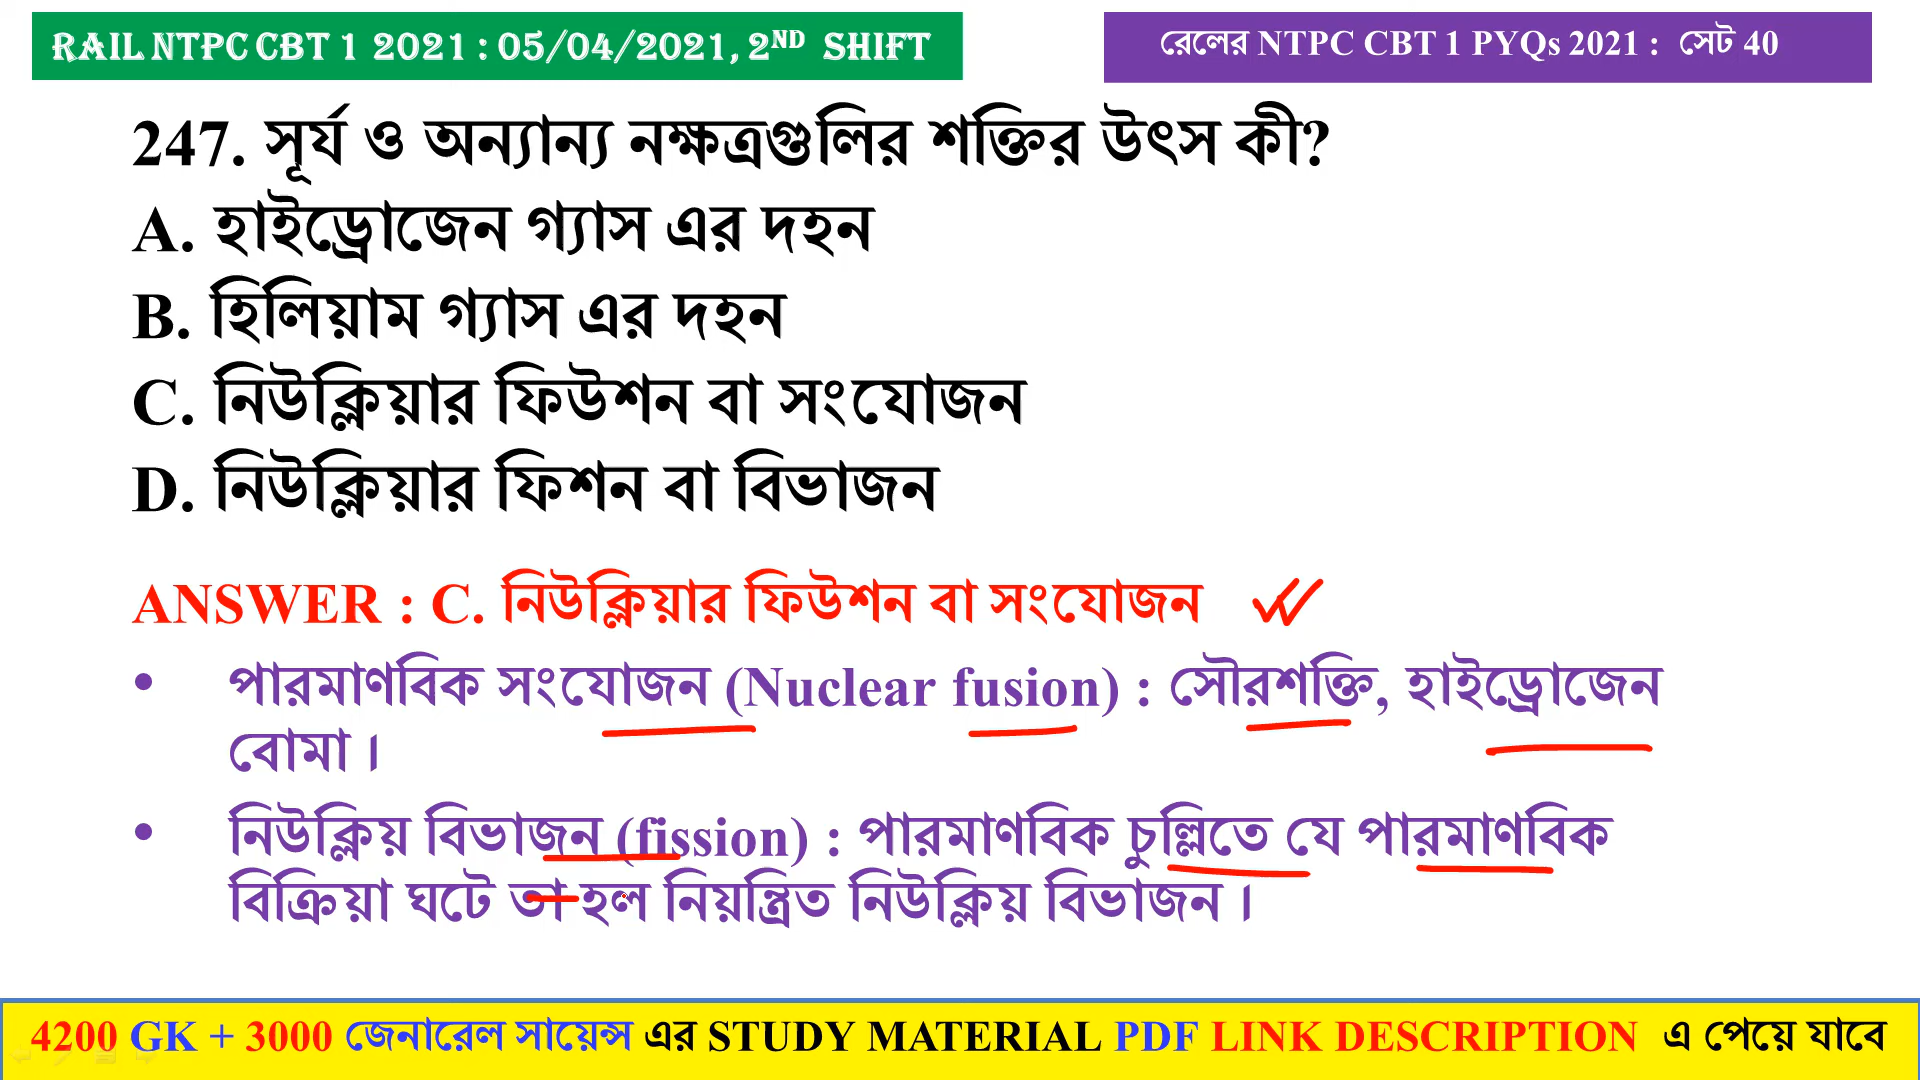 RAIL NTPC CBT 1 2021 : 05/04/2021, 2ND SHIFT
রেলের NTPC CBT 1 PYQs 2021 : সেট 40
247. সূর্য ও অন্যান্য নক্ষত্রগুলির শক্তির উৎস কী?
A. হাইড্রোজেন গ্যাস এর দহন
B. হিলিয়াম গ্যাস এর দহন
C. নিউক্লিয়ার ফিউশন বা সংযোজন
D. নিউক্লিয়ার ফিশন বা বিভাজন
ANSWER : C. নিউক্লিয়ার ফিউশন বা সংযোজন
• পারমাণবিক সংযোজন (Nuclear fusion) : সৌরশক্তি, হাইড্রোজেন
বোমা।
• নিউক্লিয় বিভাজন (fission) : পারমাণবিক চুল্লিতে যে পারমাণবিক
বিক্রিয়া ঘটে তা হল নিয়ন্ত্রিত নিউক্লিয় বিভাজন।
4200 GK + 3000 জেনারেল সায়েন্স এর STUDY MATERIAL PDF LINK DESCRIPTION এ পেয়ে যাবে